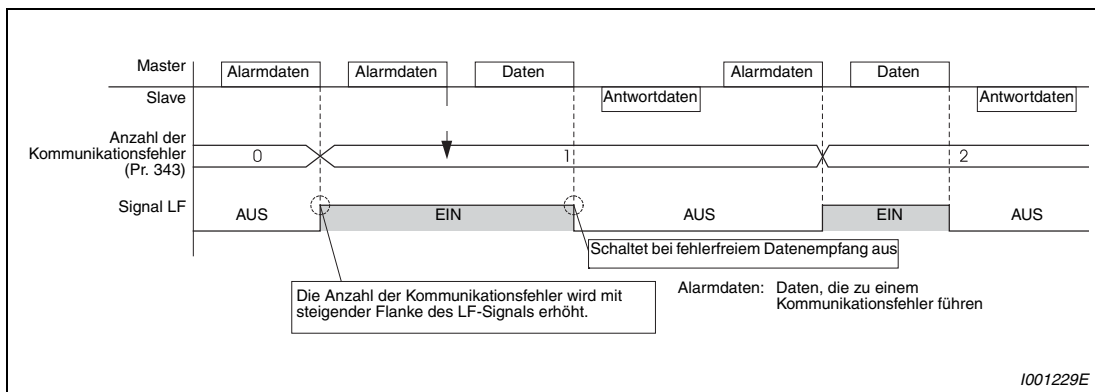 Master
Alarmdaten
Alarmdaten
Daten
Alarmdaten
Daten
Slave
Antwortdaten
Antwortdaten
Anzahl der
Kommunikationsfehler
(Pr. 343)
0
1
2
Signal LF
AUS
EIN
AUS
EIN
AUS
Schaltet bei fehlerfreiem Datenempfang aus
Die Anzahl der Kommunikationsfehler wird mit
steigender Flanke des LF-Signals erhöht.
Alarmdaten: Daten, die zu einem
Kommunikationsfehler führen
I001229E